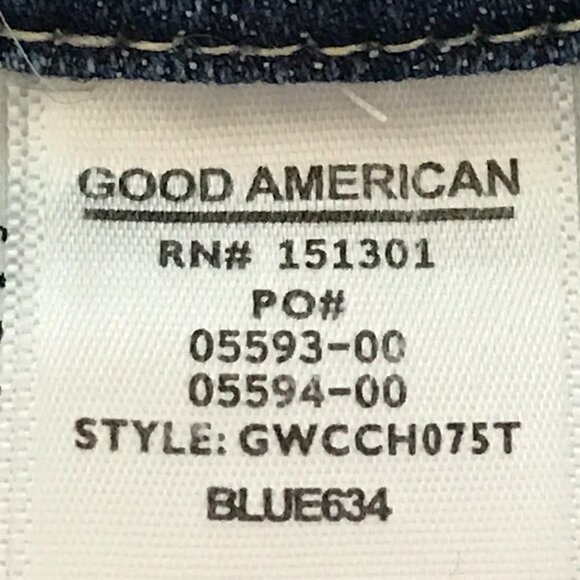 GOOD AMERICAN
RN# 151301
PO#
05593-00
05594-00
STYLE: GWCCH075T
BLUE634